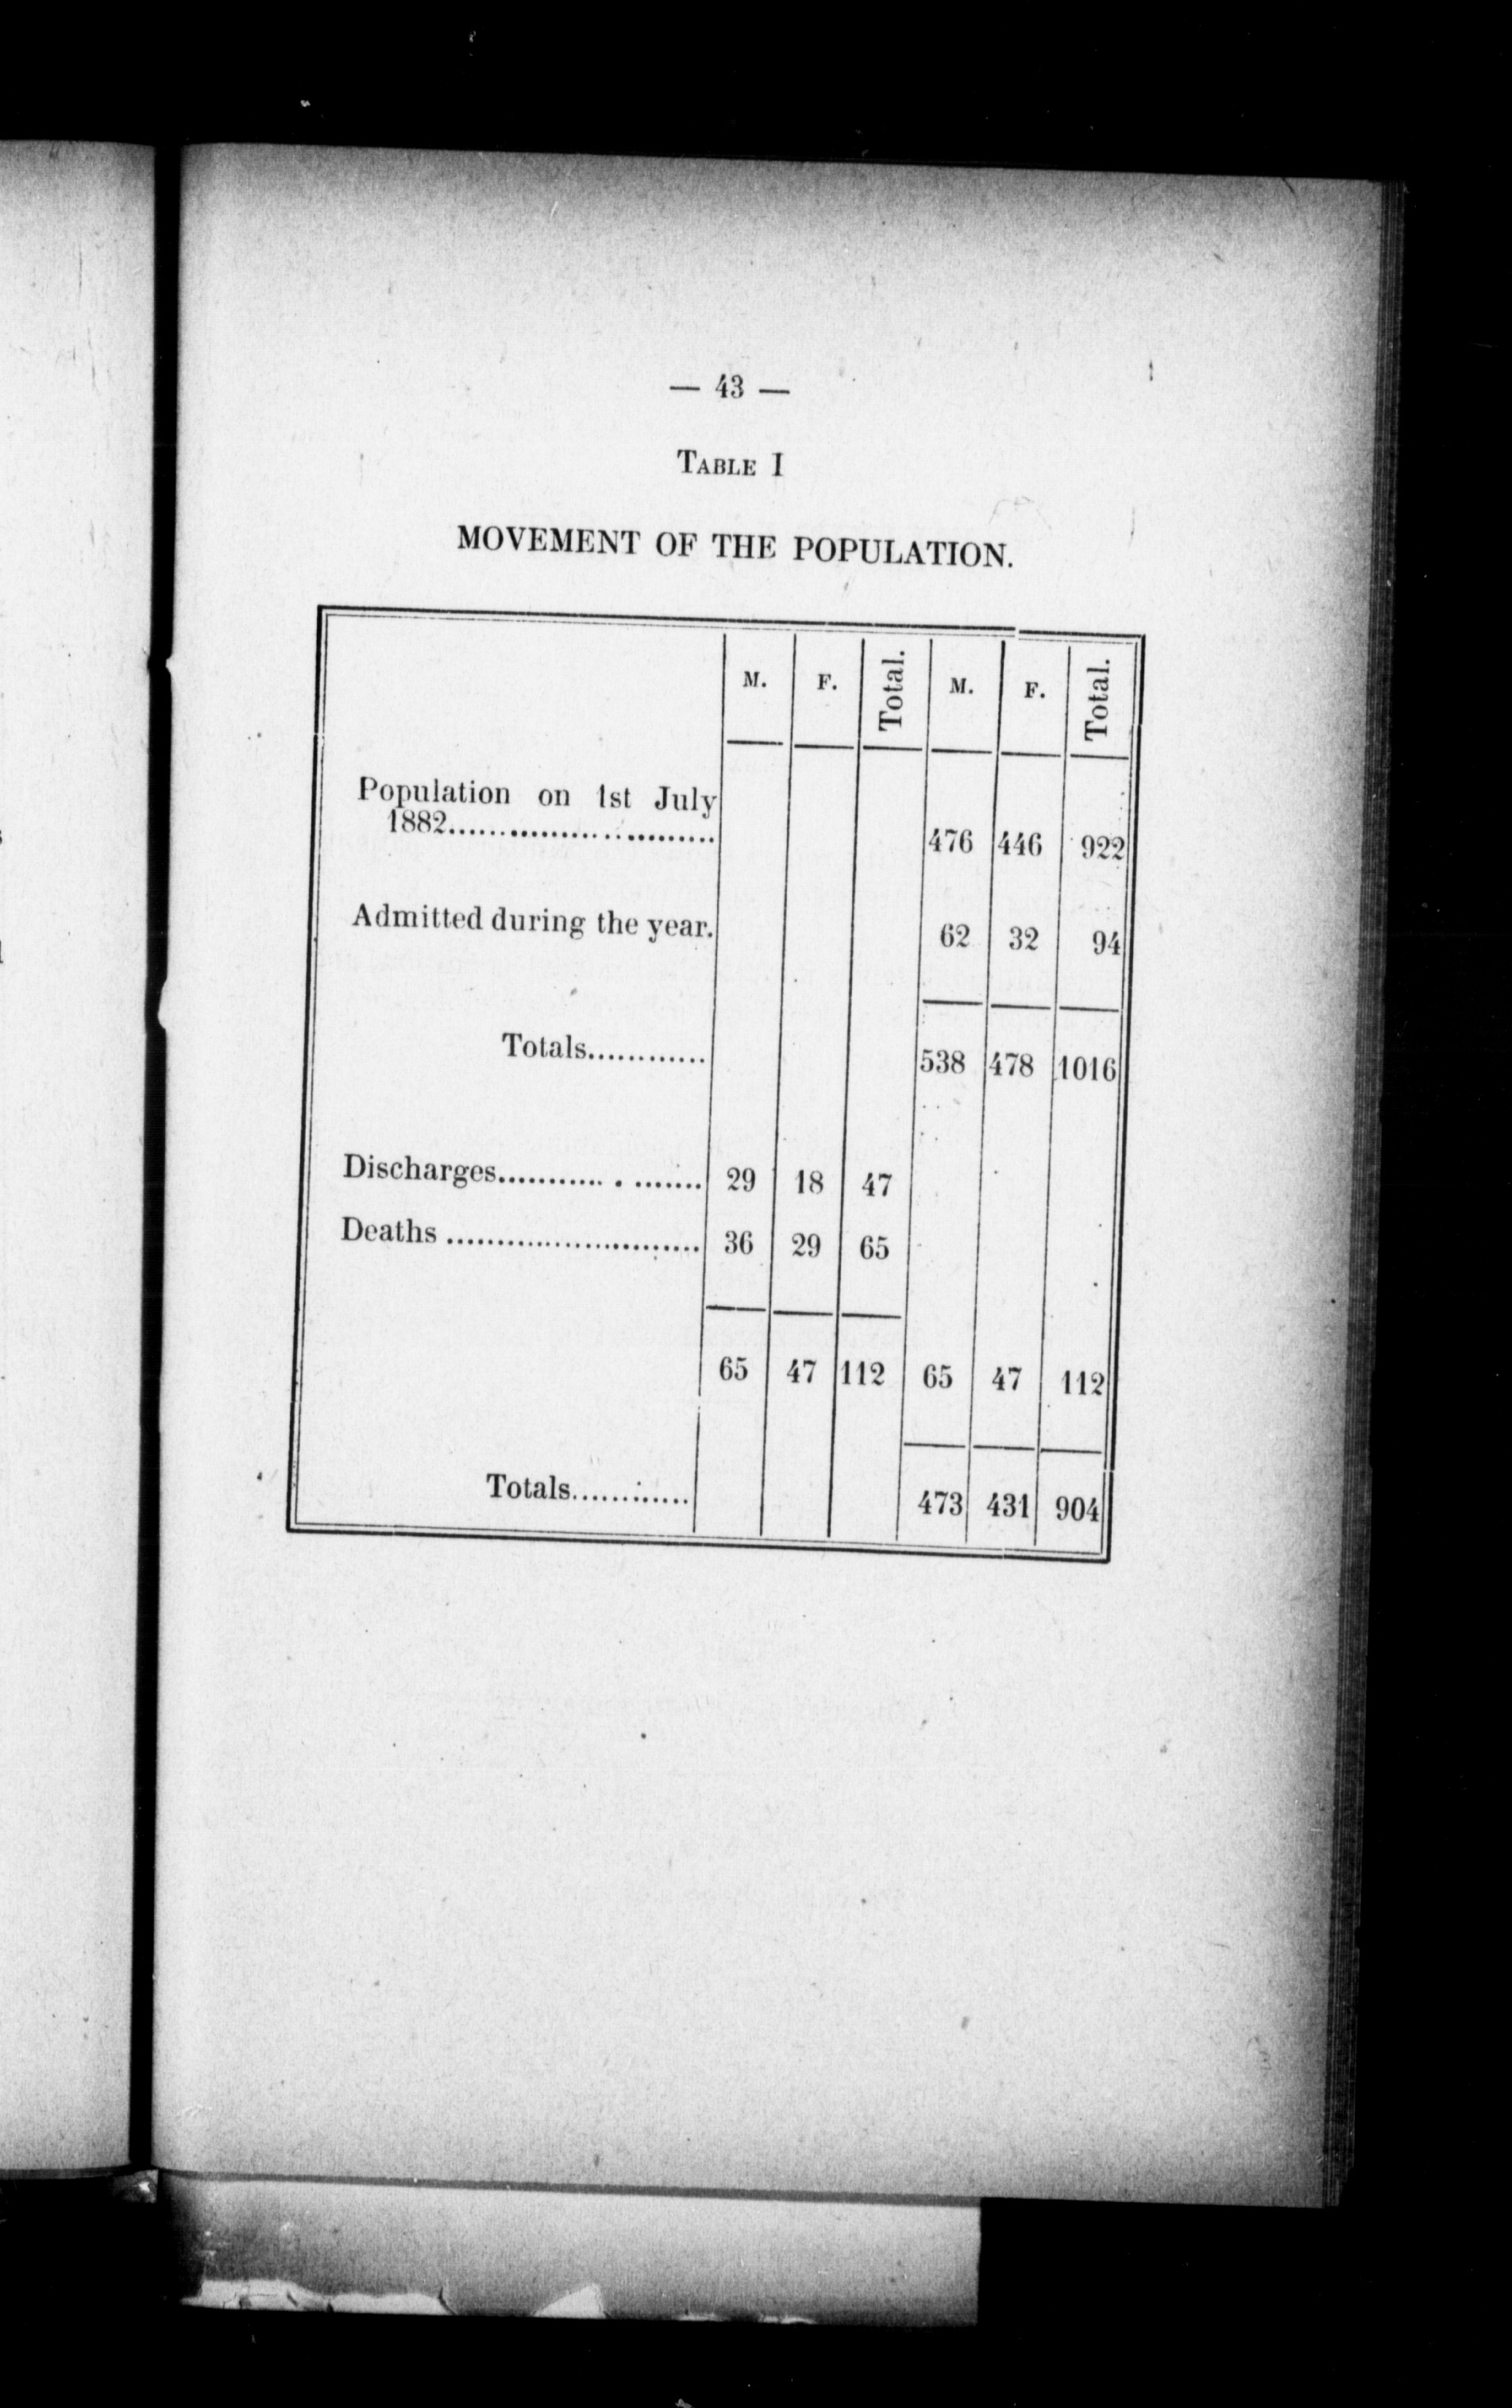 — 43 —
TABLE I
MOVEMENT OF THE POPULATION.
M. F. Total. M. F. Total.
Population on 1st July
1882.............................. 476 446 922
Admitted during the year. 62 32 94
Totals............ 538 478 1016
Discharges............ . ....... 29 18 47
Deaths .......................... 36 29 65
65 47 112 65 47 112
Totals............. 473 431 904